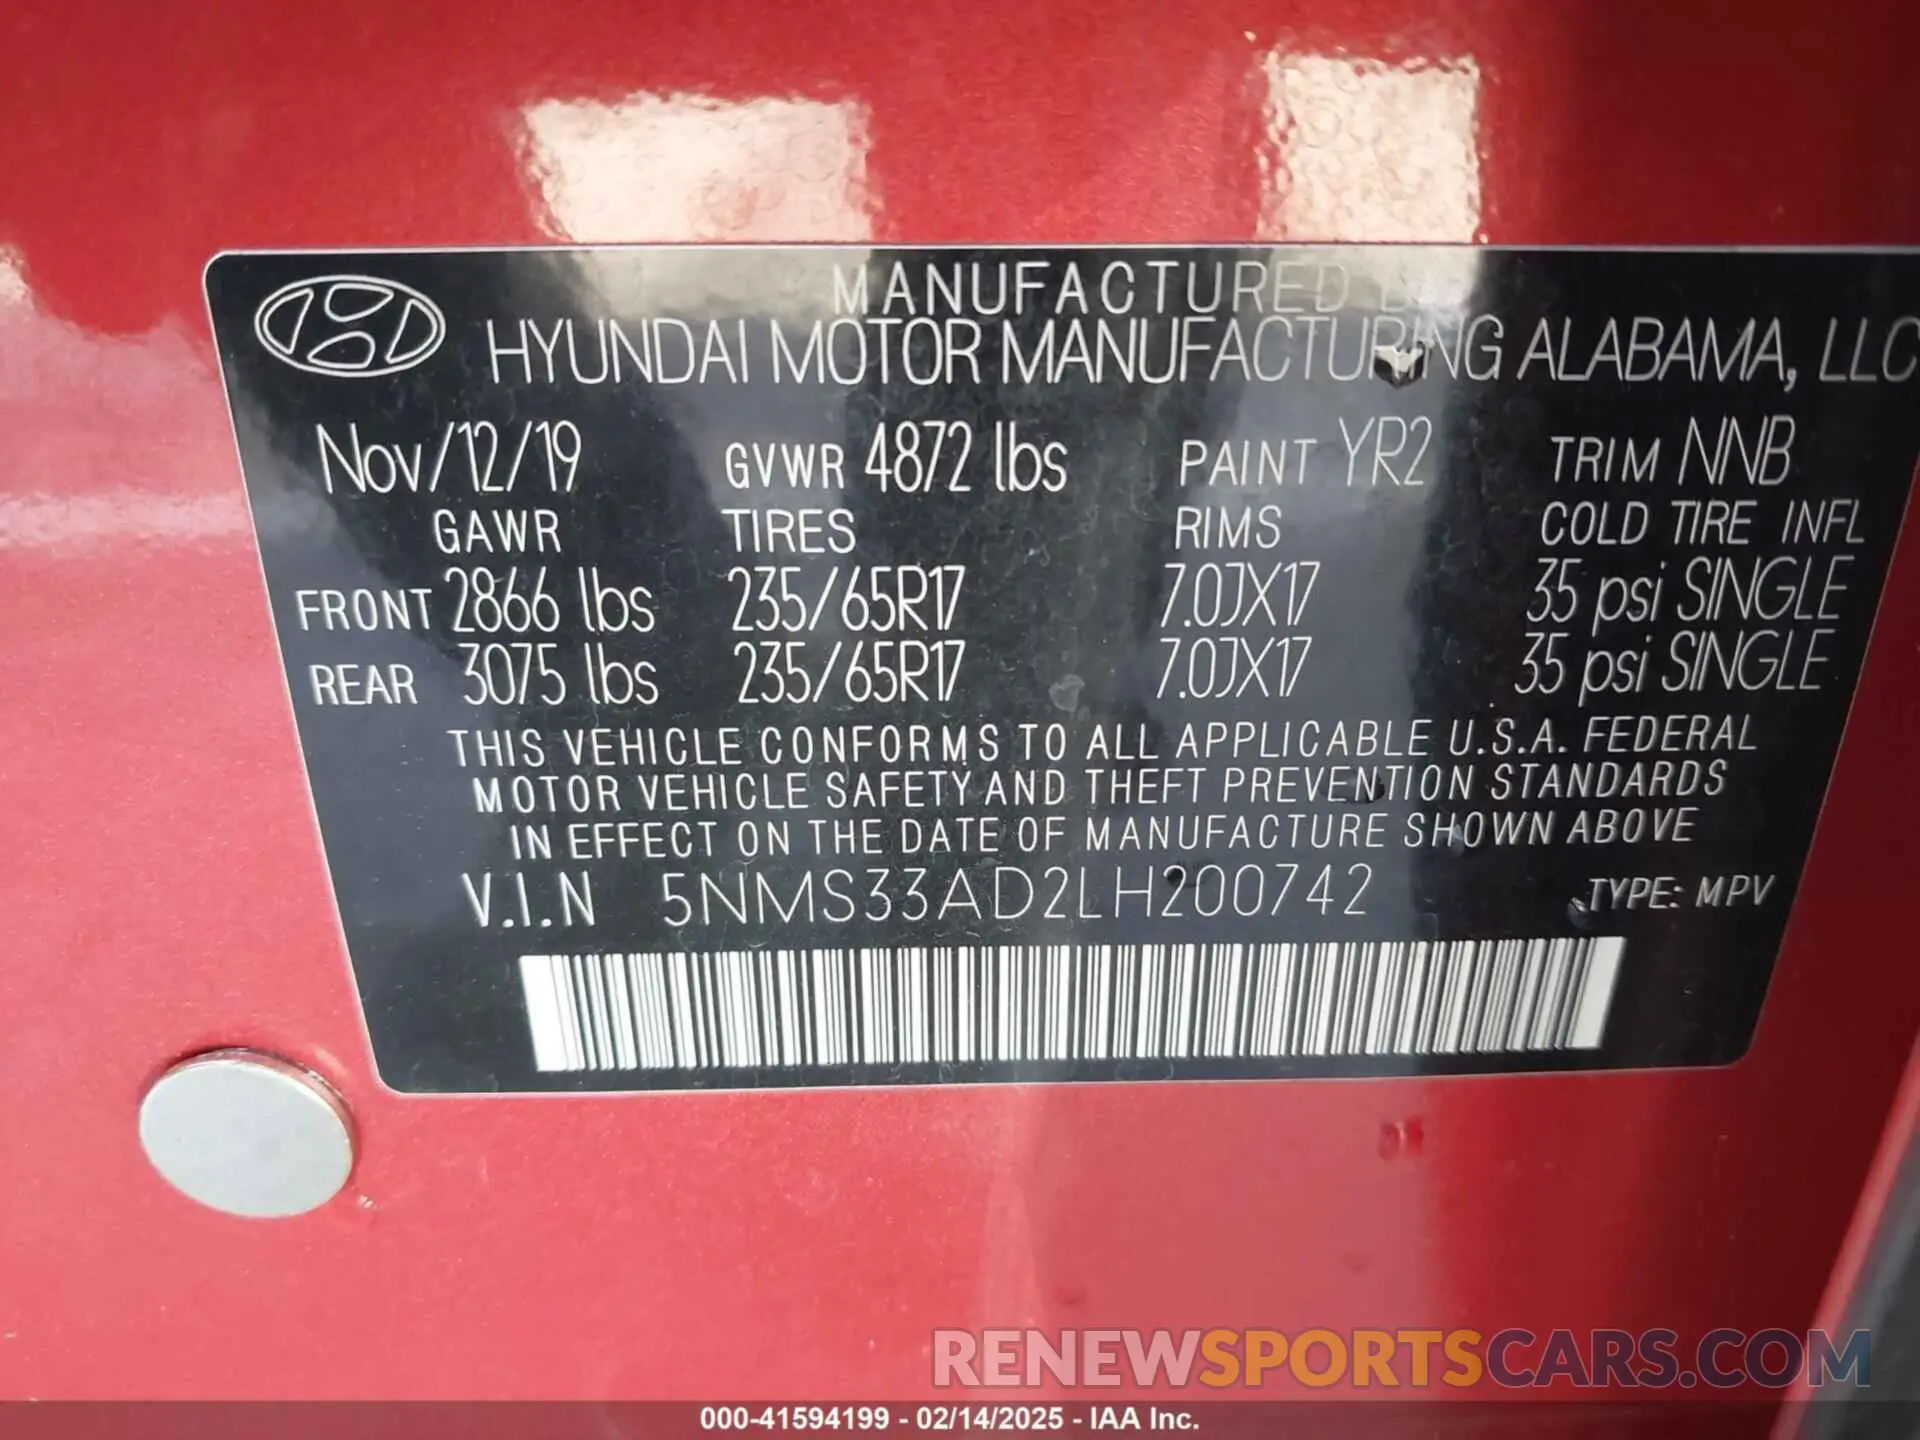 MANUFACTURED BY
HYUNDAI MOTOR MANUFACTURING ALABAMA, LLC
Nov/12/19 GVWR 4872 lbs PAINT YR2 TRIM NNB
GAWR TIRES RIMS COLD TIRE INFL
FRONT 2866 lbs 235/65R17 7.0JX17 35 psi SINGLE
REAR 3075 lbs 235/65R17 7.0JX17 35 psi SINGLE
THIS VEHICLE CONFORMS TO ALL APPLICABLE U.S.A. FEDERAL
MOTOR VEHICLE SAFETY AND THEFT PREVENTION STANDARDS
IN EFFECT ON THE DATE OF MANUFACTURE SHOWN ABOVE
V.I.N 5NMS33AD2LH200742 TYPE: MPV
RENEWSPORTSCARS.COM
000-41594199 - 02/14/2025 - IAA Inc.